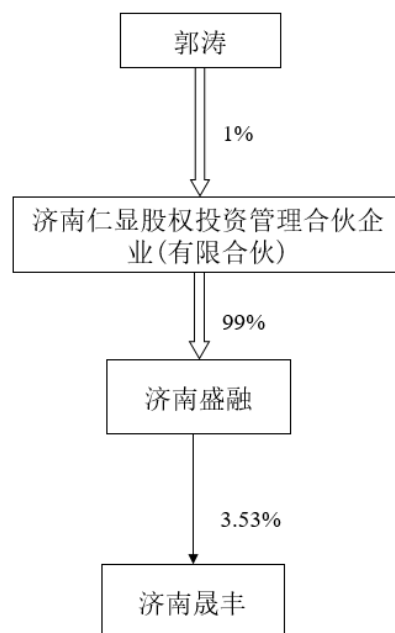 郭涛
1%
济南仁显股权投资管理合伙企
业(有限合伙)
99%
济南盛融
3.53%
济南晟丰